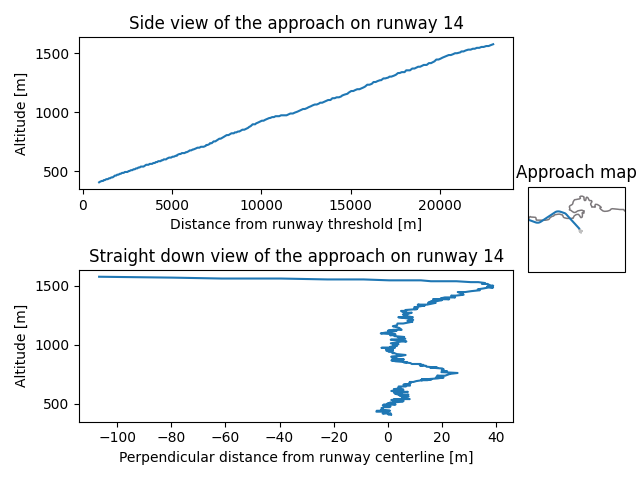 Side view of the approach on runway 14
1500
1000
500
Altitude [m]
0 5000 10000 15000 20000
Distance from runway threshold [m]
Approach map
Straight down view of the approach on runway 14
1500
1000
500
Altitude [m]
−100 −80 −60 −40 −20 0 20 40
Perpendicular distance from runway centerline [m]